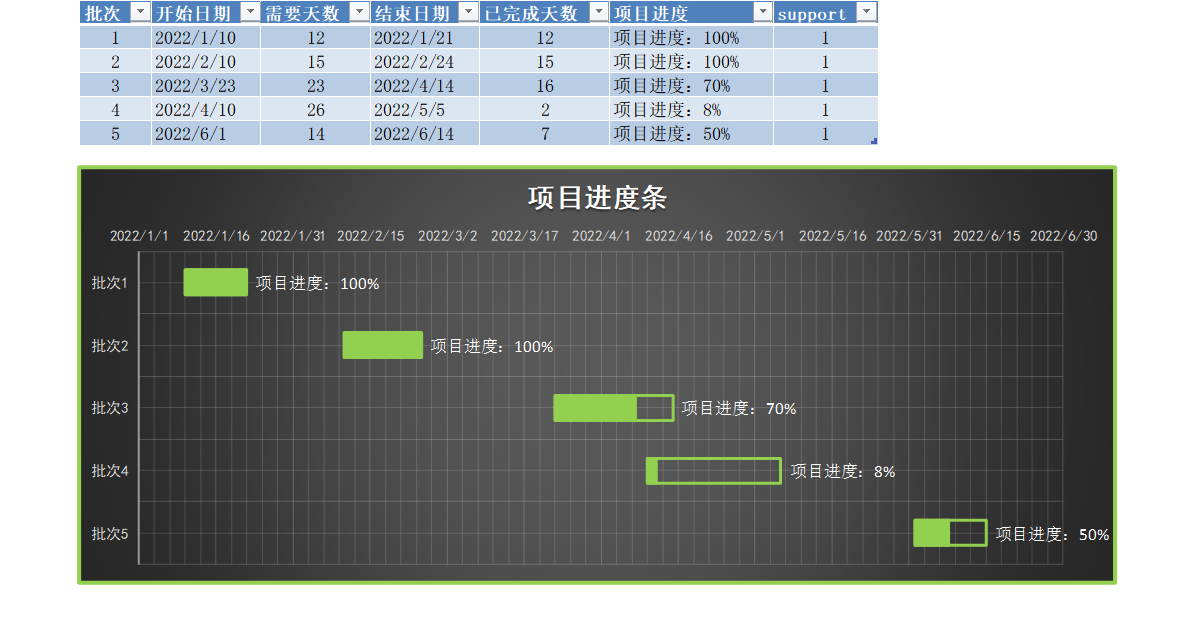 批次 开始日期 需要天数 结束日期 已完成天数 项目进度 support
1 2022/1/10 12 2022/1/21 12 项目进度：100% 1
2 2022/2/10 15 2022/2/24 15 项目进度：100% 1
3 2022/3/23 23 2022/4/14 16 项目进度：70% 1
4 2022/4/10 26 2022/5/5 2 项目进度：8% 1
5 2022/6/1 14 2022/6/14 7 项目进度：50% 1
项目进度条
2022/1/1 2022/1/16 2022/1/31 2022/2/15 2022/3/2 2022/3/17 2022/4/1 2022/4/16 2022/5/1 2022/5/16 2022/5/31 2022/6/15 2022/6/30
批次1 项目进度：100%
批次2 项目进度：100%
批次3 项目进度：70%
批次4 项目进度：8%
批次5 项目进度：50%